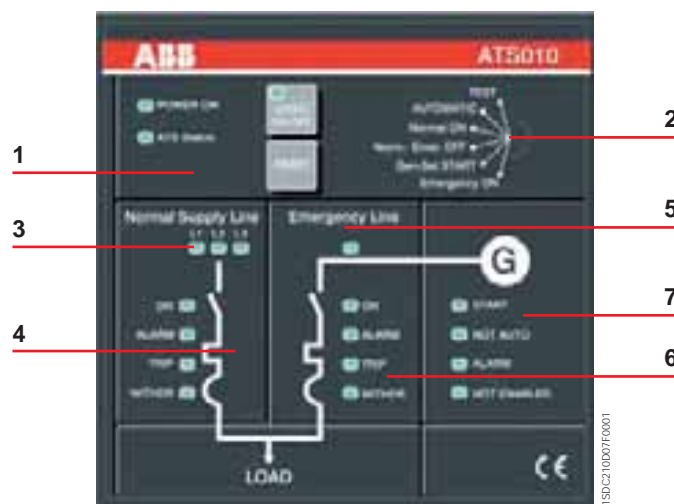 ABB ATS010
TEST
AUTOMATIC
Normal ON
Norm.- Emer. OFF
Gen-Set START
Emergency ON
POWER ON
ATS Status
RESET
1
2
Normal Supply Line
L1 L2 L3
Emergency Line
3
5
G
ON
ALARM
TRIP
WITHDR
ON
ALARM
TRIP
WITHDR
START
NOT AUTO
ALARM
NOT ENABLED
4
7
6
LOAD
CE
1SDC210D07F0001